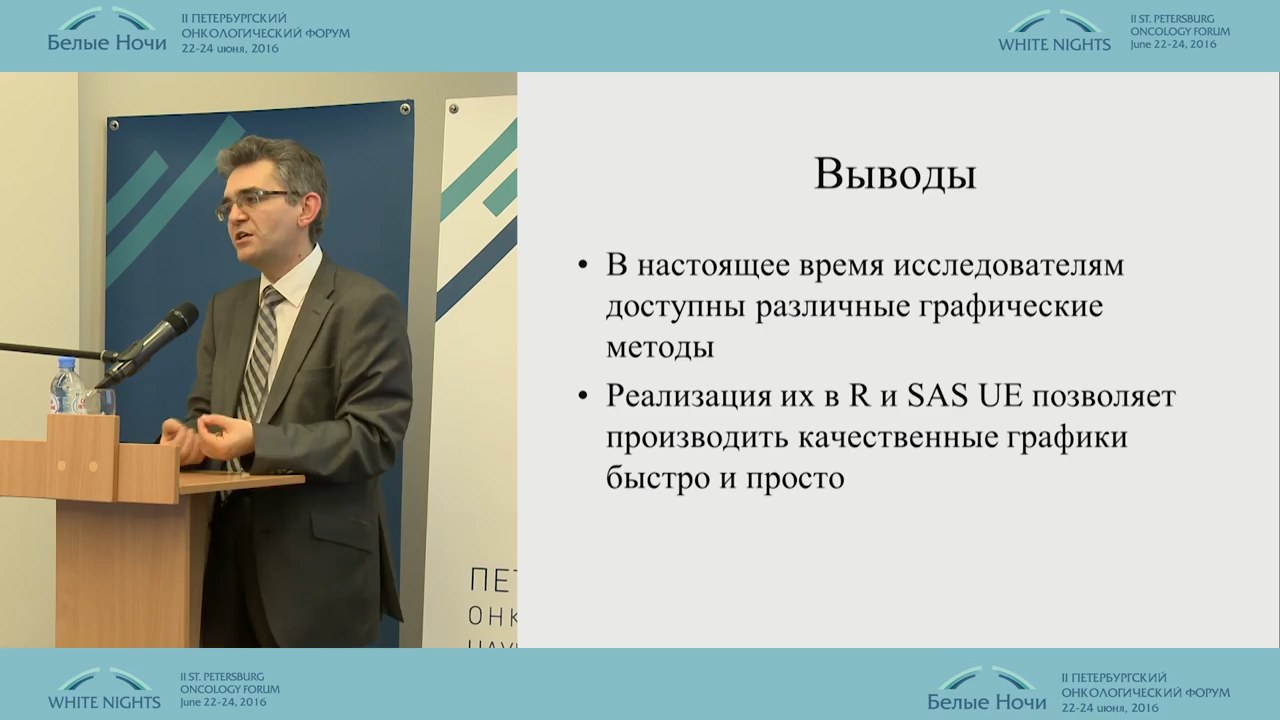 Белые Ночи
II ПЕТЕРБУРГСКИЙ
ОНКОЛОГИЧЕСКИЙ ФОРУМ
22-24 июня, 2016
WHITE NIGHTS
II ST. PETERSBURG
ONCOLOGY FORUM
June 22-24, 2016
Выводы
• В настоящее время исследователям
доступны различные графические
методы
• Реализация их в R и SAS UE позволяет
производить качественные графики
быстро и просто
ПЕТ
ОНК
НАУ
WHITE NIGHTS
II ST. PETERSBURG
ONCOLOGY FORUM
June 22-24, 2016
Белые Ночи
II ПЕТЕРБУРГСКИЙ
ОНКОЛОГИЧЕСКИЙ ФОРУМ
22-24 июня, 2016